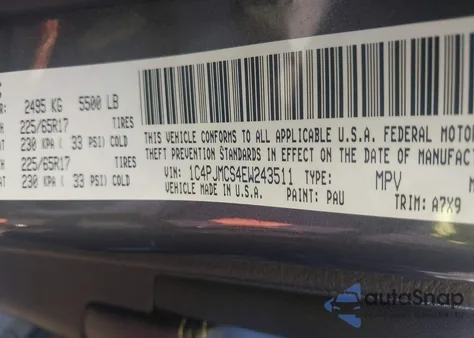 2495 KG 5500 LB
225/65R17 TIRES
230 KPA ( 33 PSI) COLD
225/65R17 TIRES
230 KPA ( 33 PSI) COLD
THIS VEHICLE CONFORMS TO ALL APPLICABLE U.S.A. FEDERAL MOTOR
THEFT PREVENTION STANDARDS IN EFFECT ON THE DATE OF MANUFAC
VIN: 1C4PJMCS4EW243511 TYPE: MPV
VEHICLE MADE IN U.S.A. PAINT: PAU TRIM: A7X9
autoSnap